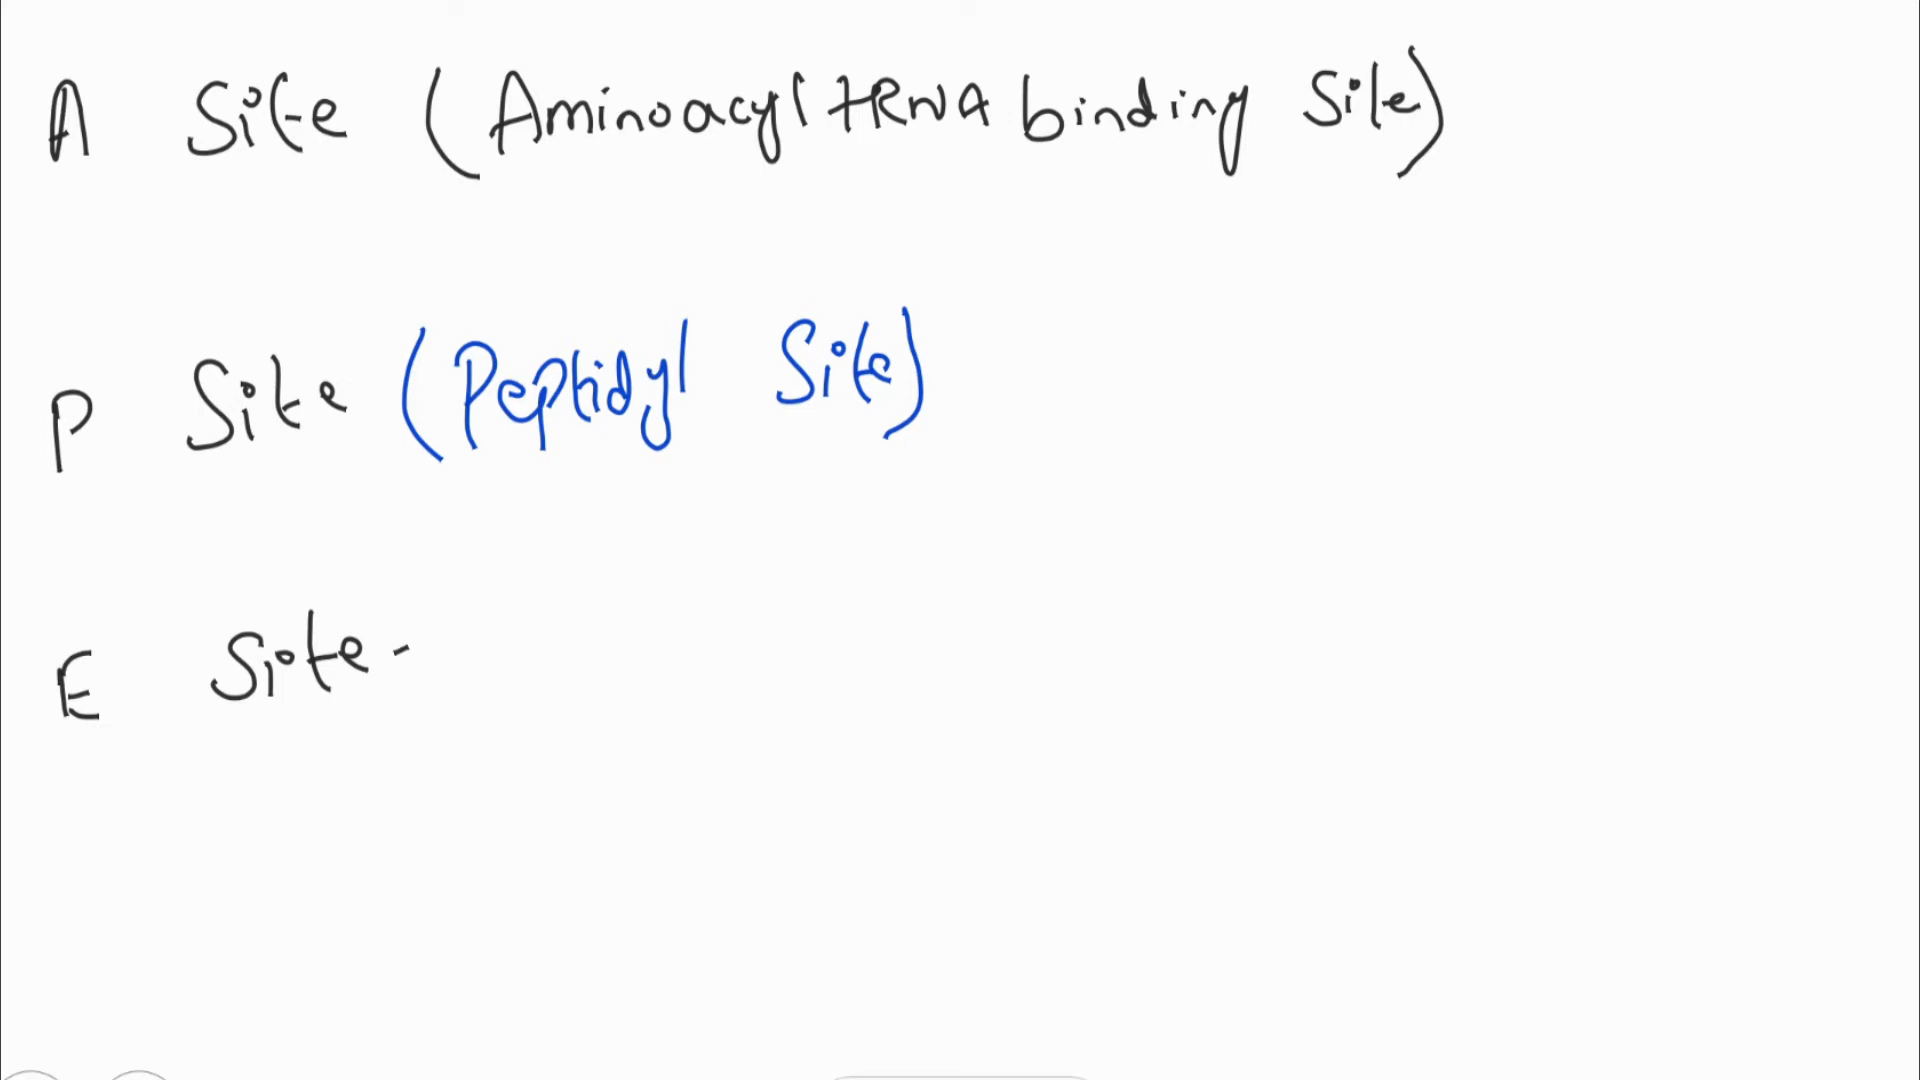 A Site (Aminoacyl tRNA binding Site)
P Site (Peptidyl Site)
E Site -